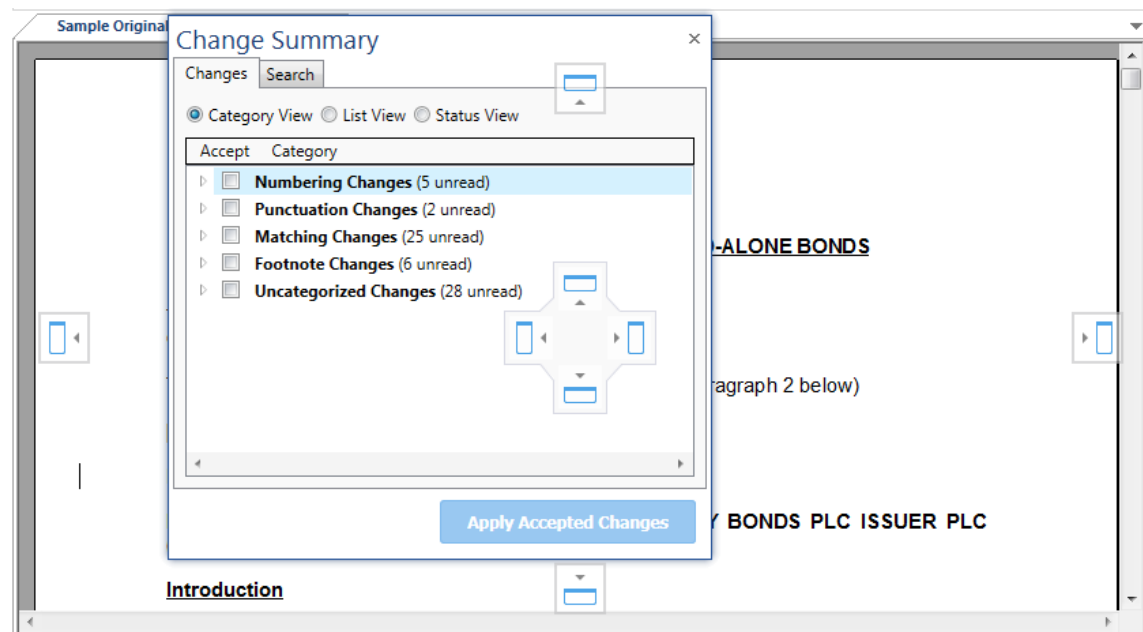 Sample Original
Change Summary
Changes Search
Category View List View Status View
Accept Category
Numbering Changes (5 unread)
Punctuation Changes (2 unread)
Matching Changes (25 unread)
Footnote Changes (6 unread)
Uncategorized Changes (28 unread)
Apply Accepted Changes
-ALONE BONDS
ragraph 2 below)
BONDS PLC ISSUER PLC
Introduction